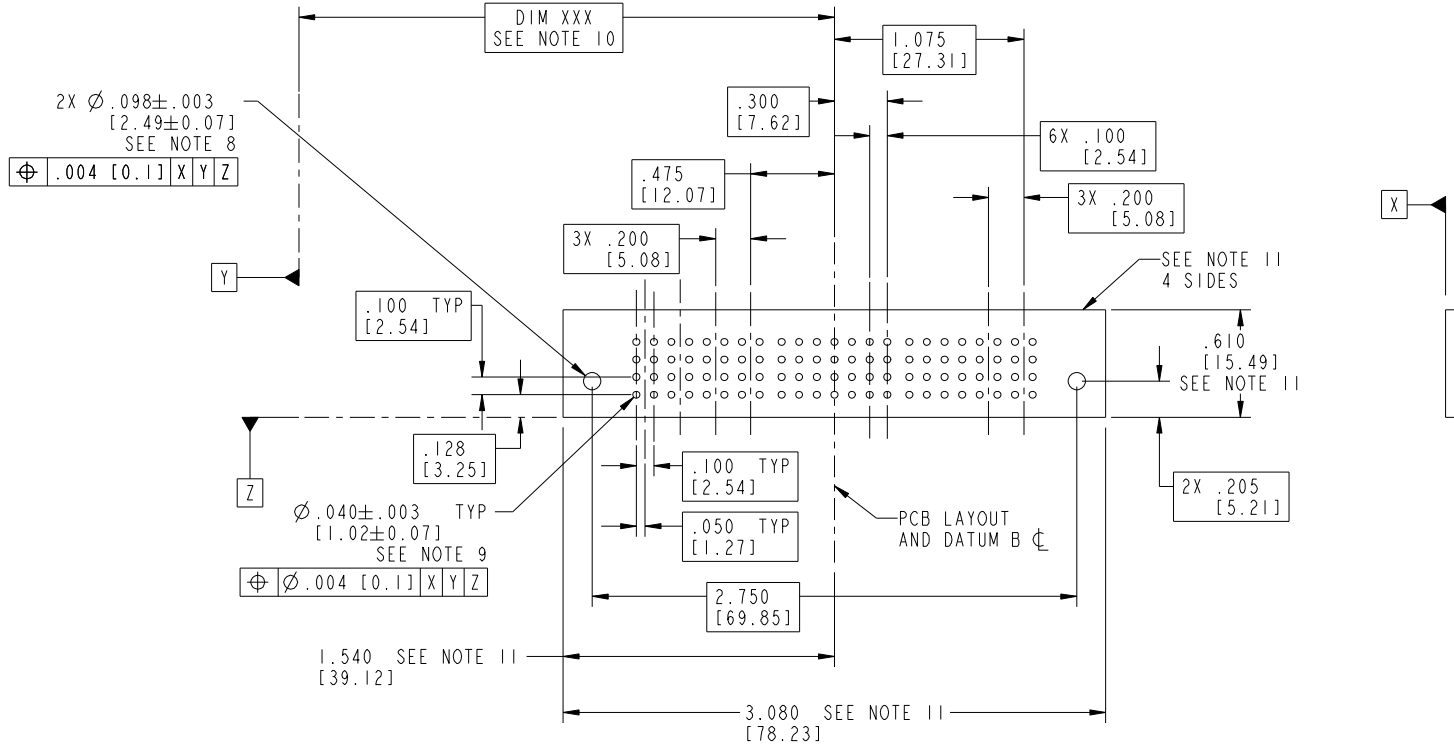 DIM XXX
SEE NOTE 10
1.075
[27.31]
2X Ø .098±.003
[2.49±0.07]
SEE NOTE 8
⌖ .004 [0.1] X Y Z
.300
[7.62]
6X .100
[2.54]
.475
[12.07]
3X .200
[5.08]
X
3X .200
[5.08]
Y
SEE NOTE 11
4 SIDES
.100 TYP
[2.54]
.610
[15.49]
SEE NOTE 11
.128
[3.25]
.100 TYP
[2.54]
Z
2X .205
[5.21]
Ø .040±.003 TYP
[1.02±0.07]
SEE NOTE 9
⌖ Ø .004 [0.1] X Y Z
.050 TYP
[1.27]
PCB LAYOUT
AND DATUM B ℄
2.750
[69.85]
1.540 SEE NOTE 11
[39.12]
3.080 SEE NOTE 11
[78.23]